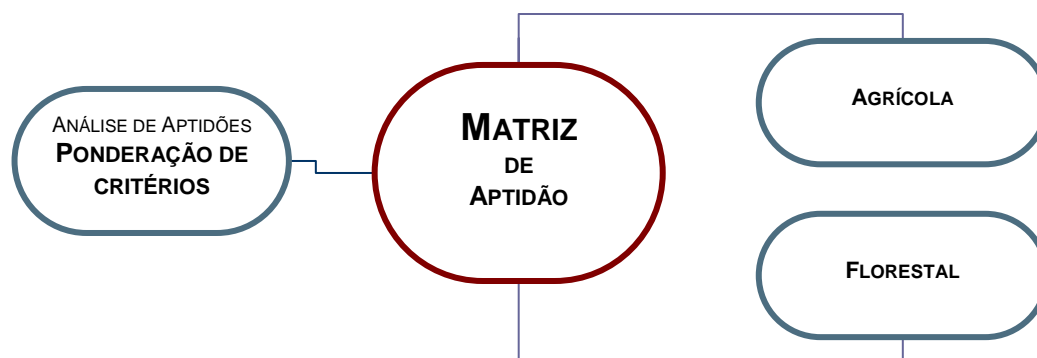 ANÁLISE DE APTIDÕES
PONDERAÇÃO DE
CRITÉRIOS
MATRIZ
DE
APTIDÃO
AGRÍCOLA
FLORESTAL